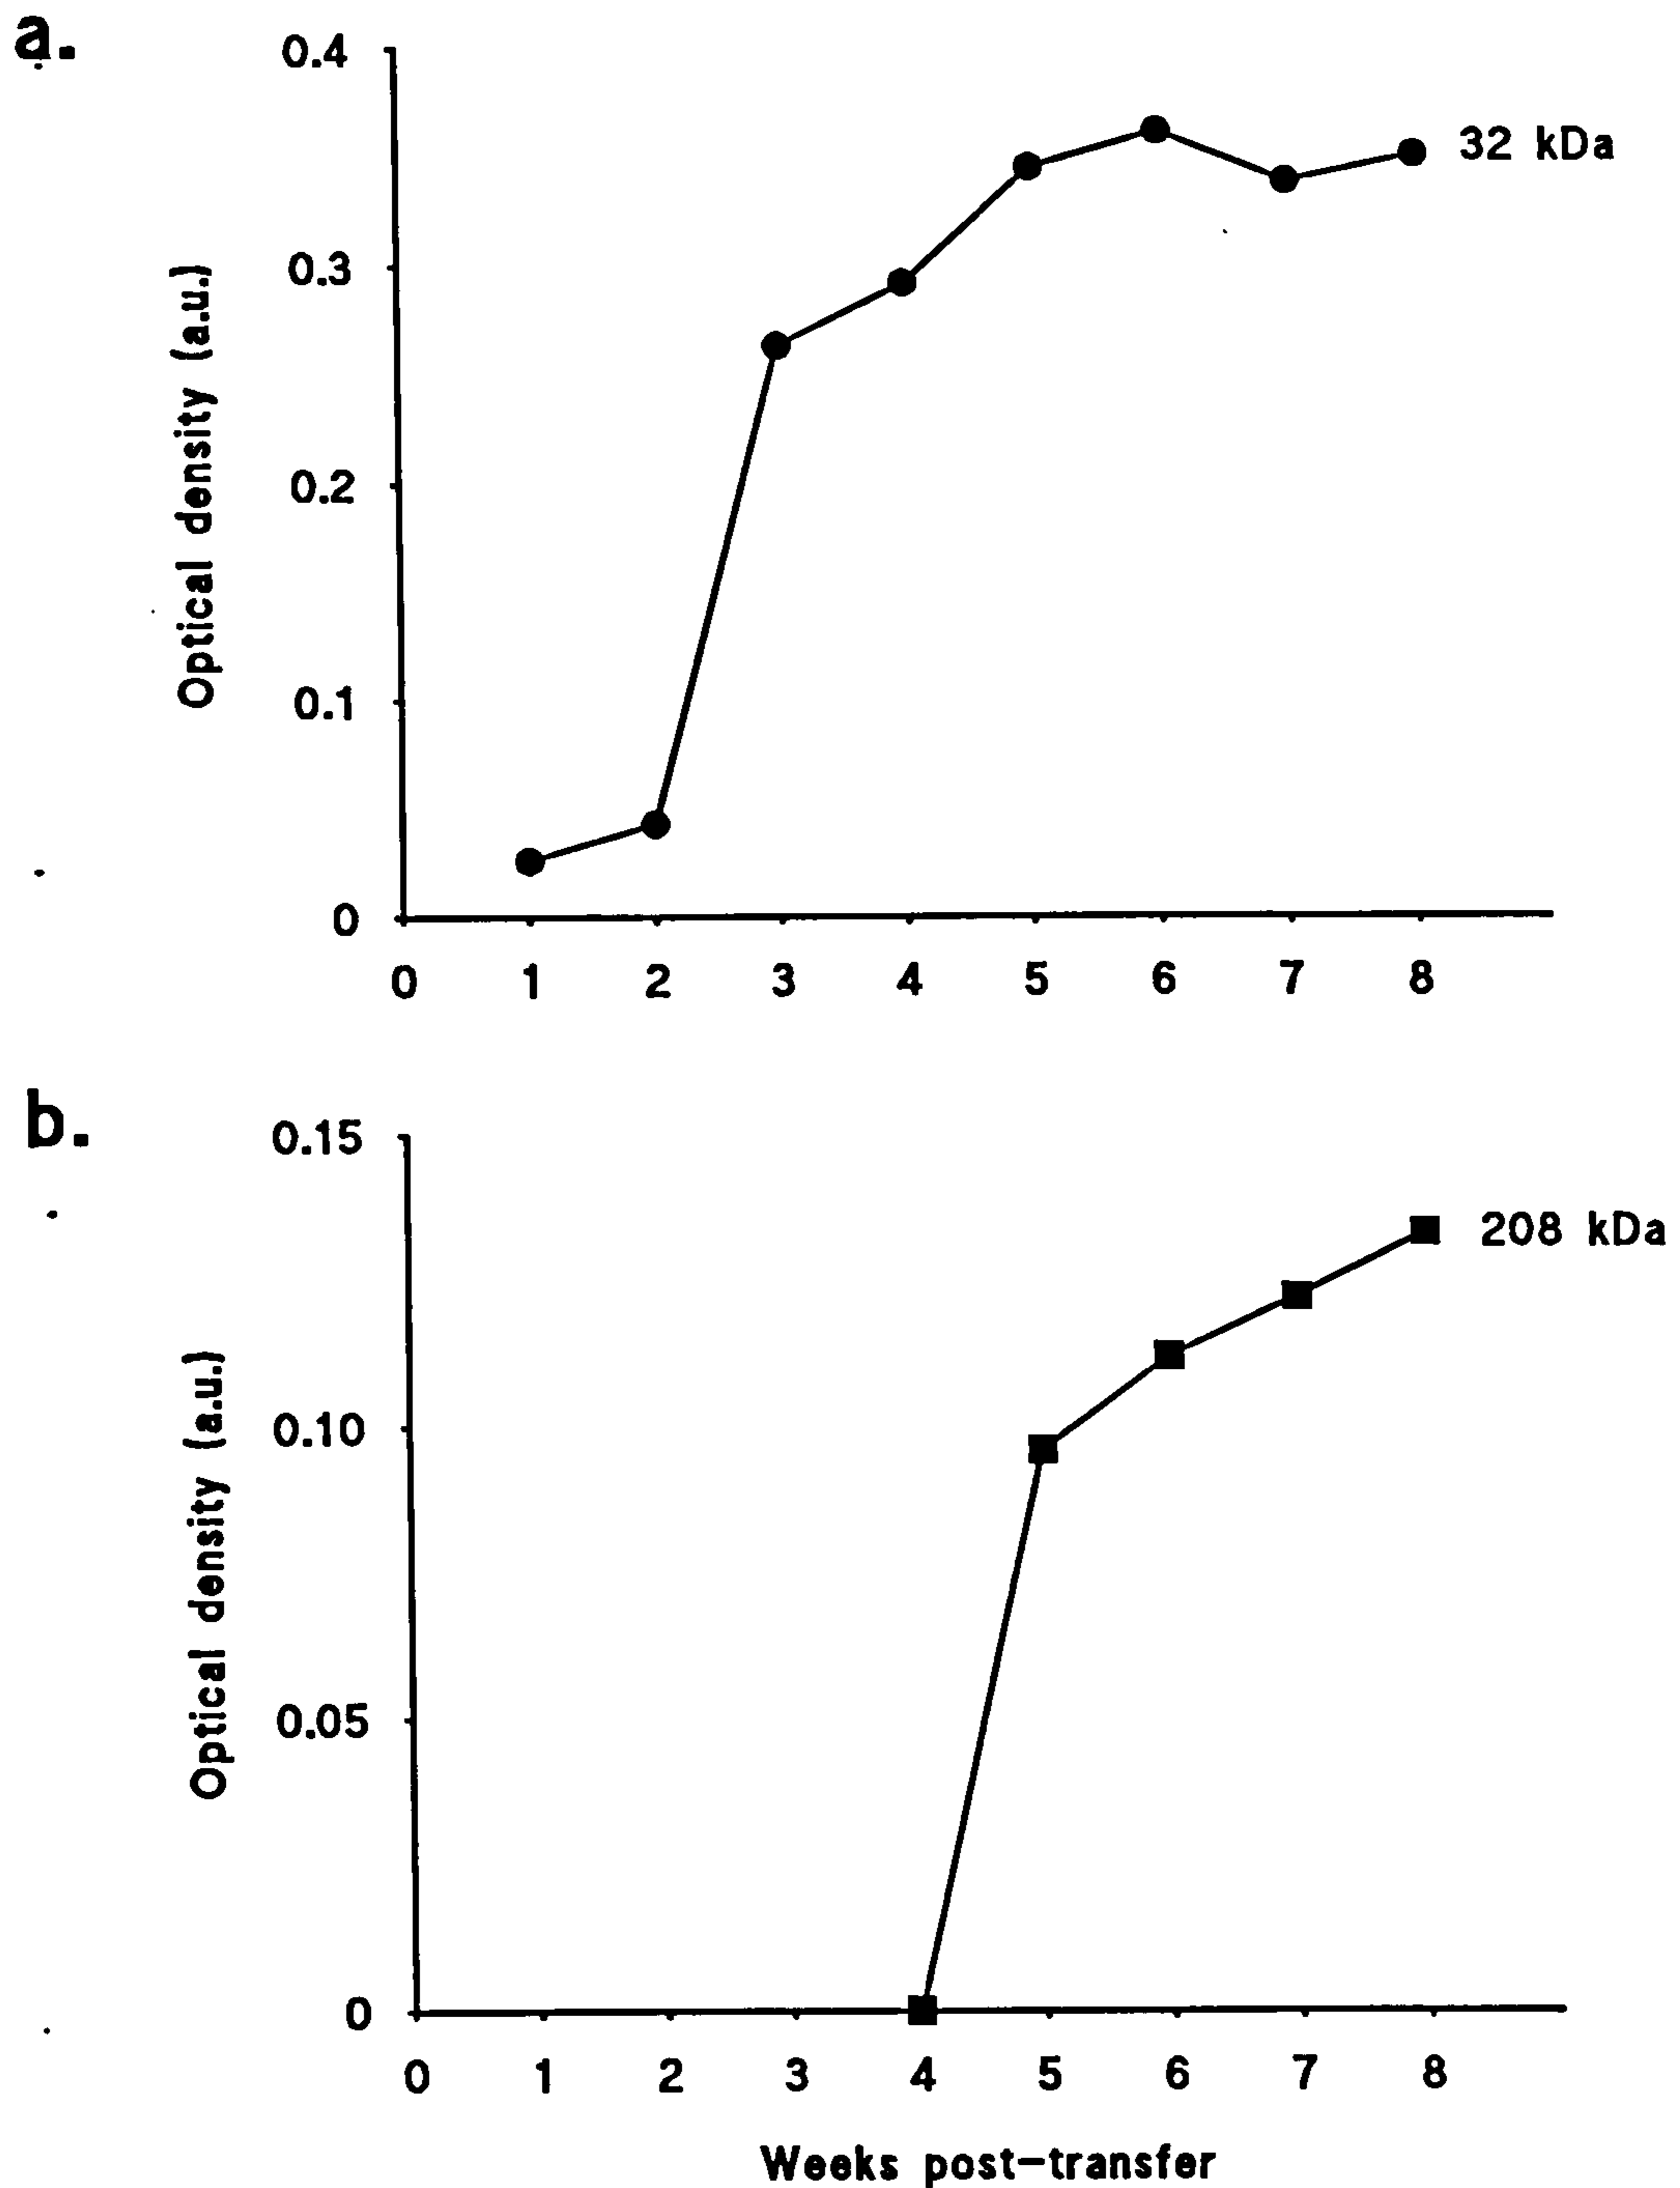 a.
0.4
32 kDa
0.3
Optical density (a.u.)
0.2
0.1
0
0 1 2 3 4 5 6 7 8
b.
0.15
208 kDa
0.10
Optical density (a.u.)
0.05
0
0 1 2 3 4 5 6 7 8
Weeks post-transfer